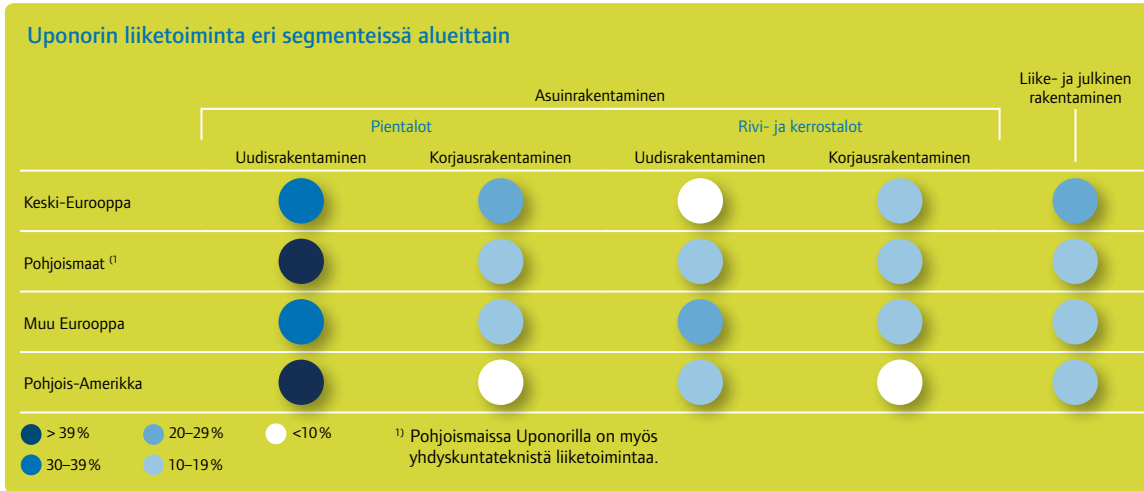 Uponorin liiketoiminta eri segmenteissä alueittain
Liike- ja julkinen
rakentaminen
Asuinrakentaminen
Pientalot
Rivi- ja kerrostalot
Uudisrakentaminen
Korjausrakentaminen
Uudisrakentaminen
Korjausrakentaminen
Keski-Eurooppa
Pohjoismaat (1
Muu Eurooppa
Pohjois-Amerikka
> 39 %
20–29 %
<10 %
30–39 %
10–19 %
1) Pohjoismaissa Uponorilla on myös
yhdyskuntateknistä liiketoimintaa.